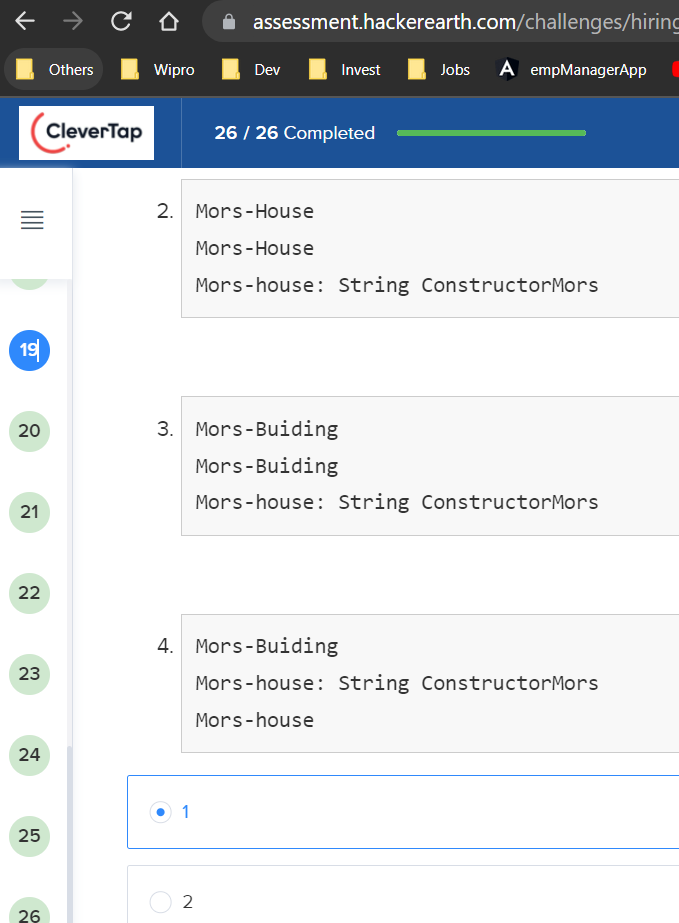 assessment.hackerearth.com/challenges/hiring
Others Wipro Dev Invest Jobs A empManagerApp
CleverTap 26 / 26 Completed
2. Mors-House
Mors-House
Mors-house: String ConstructorMors
19
20
3. Mors-Buiding
Mors-Buiding
Mors-house: String ConstructorMors
21
22
4. Mors-Buiding
Mors-house: String ConstructorMors
Mors-house
23
24
1
25
2
26